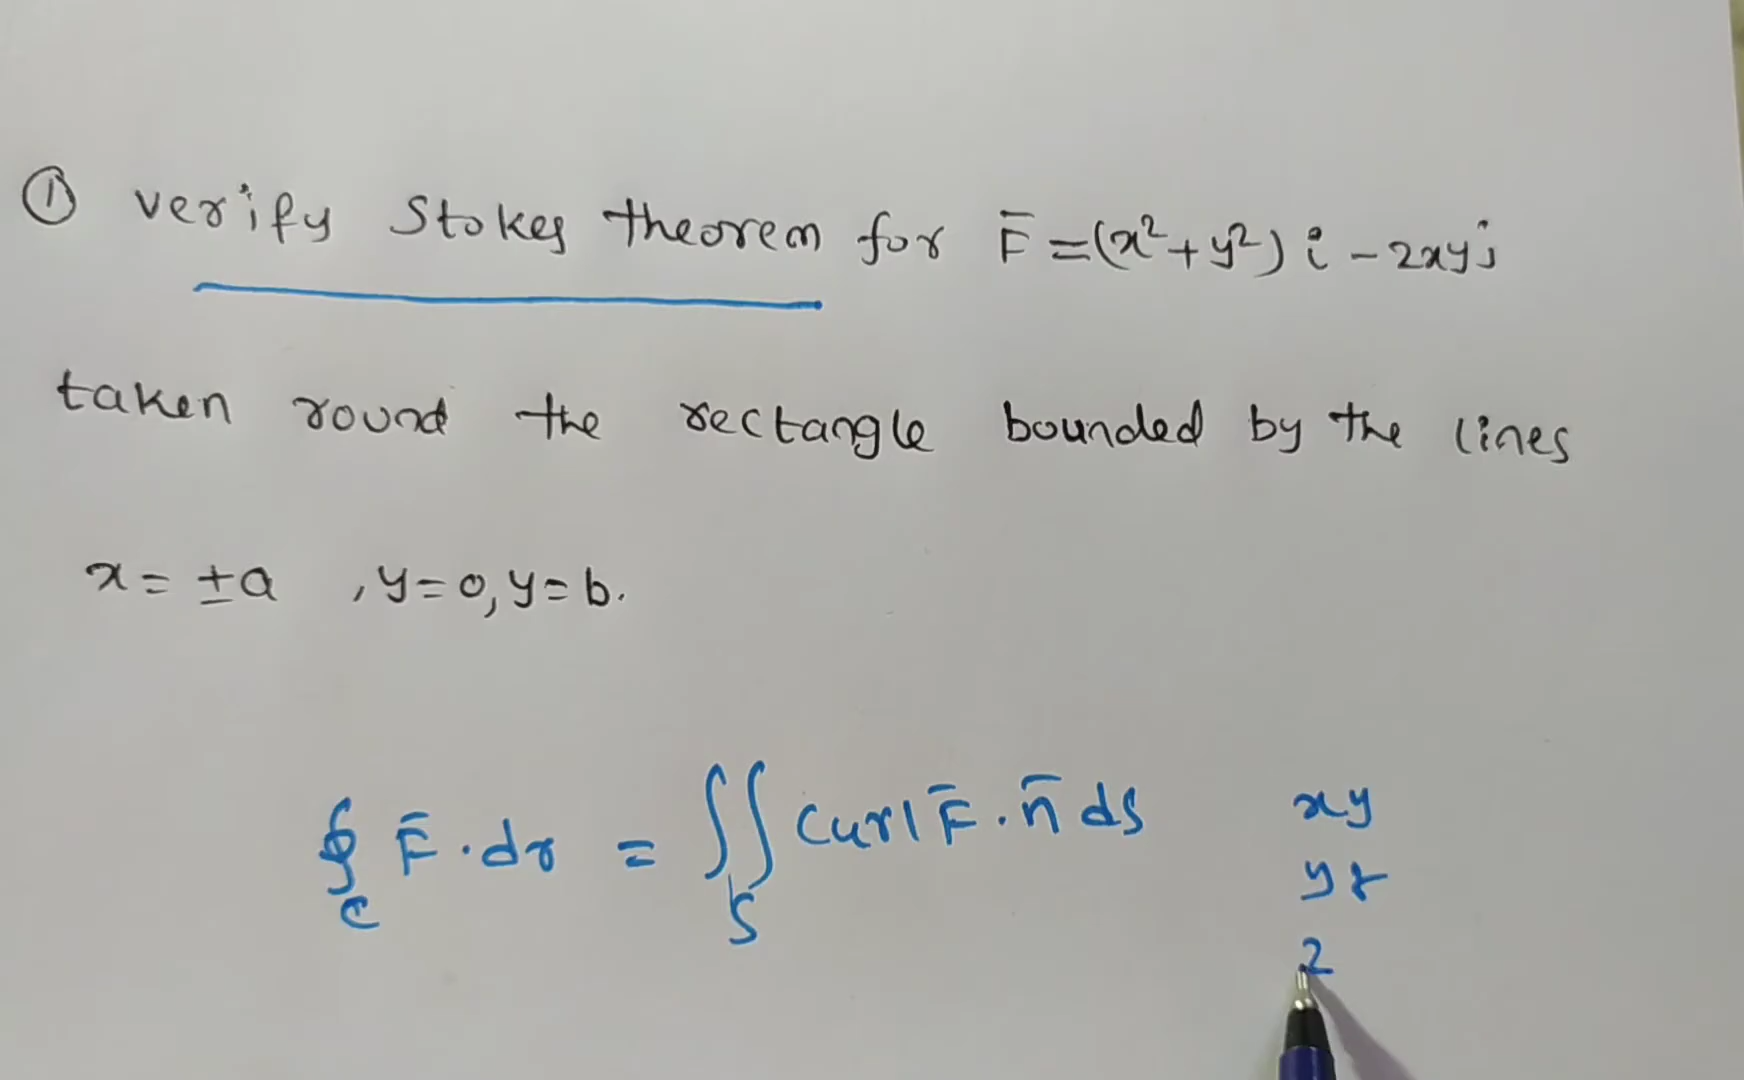 ① verify Stokes theorem for F̄ = (x²+y²) i - 2xyj
taken round the rectangle bounded by the lines
x = ±a , y=0, y=b.
∮_C F̄ . dr = ∬_S Curl F̄ . n̄ ds
xy
yz
z